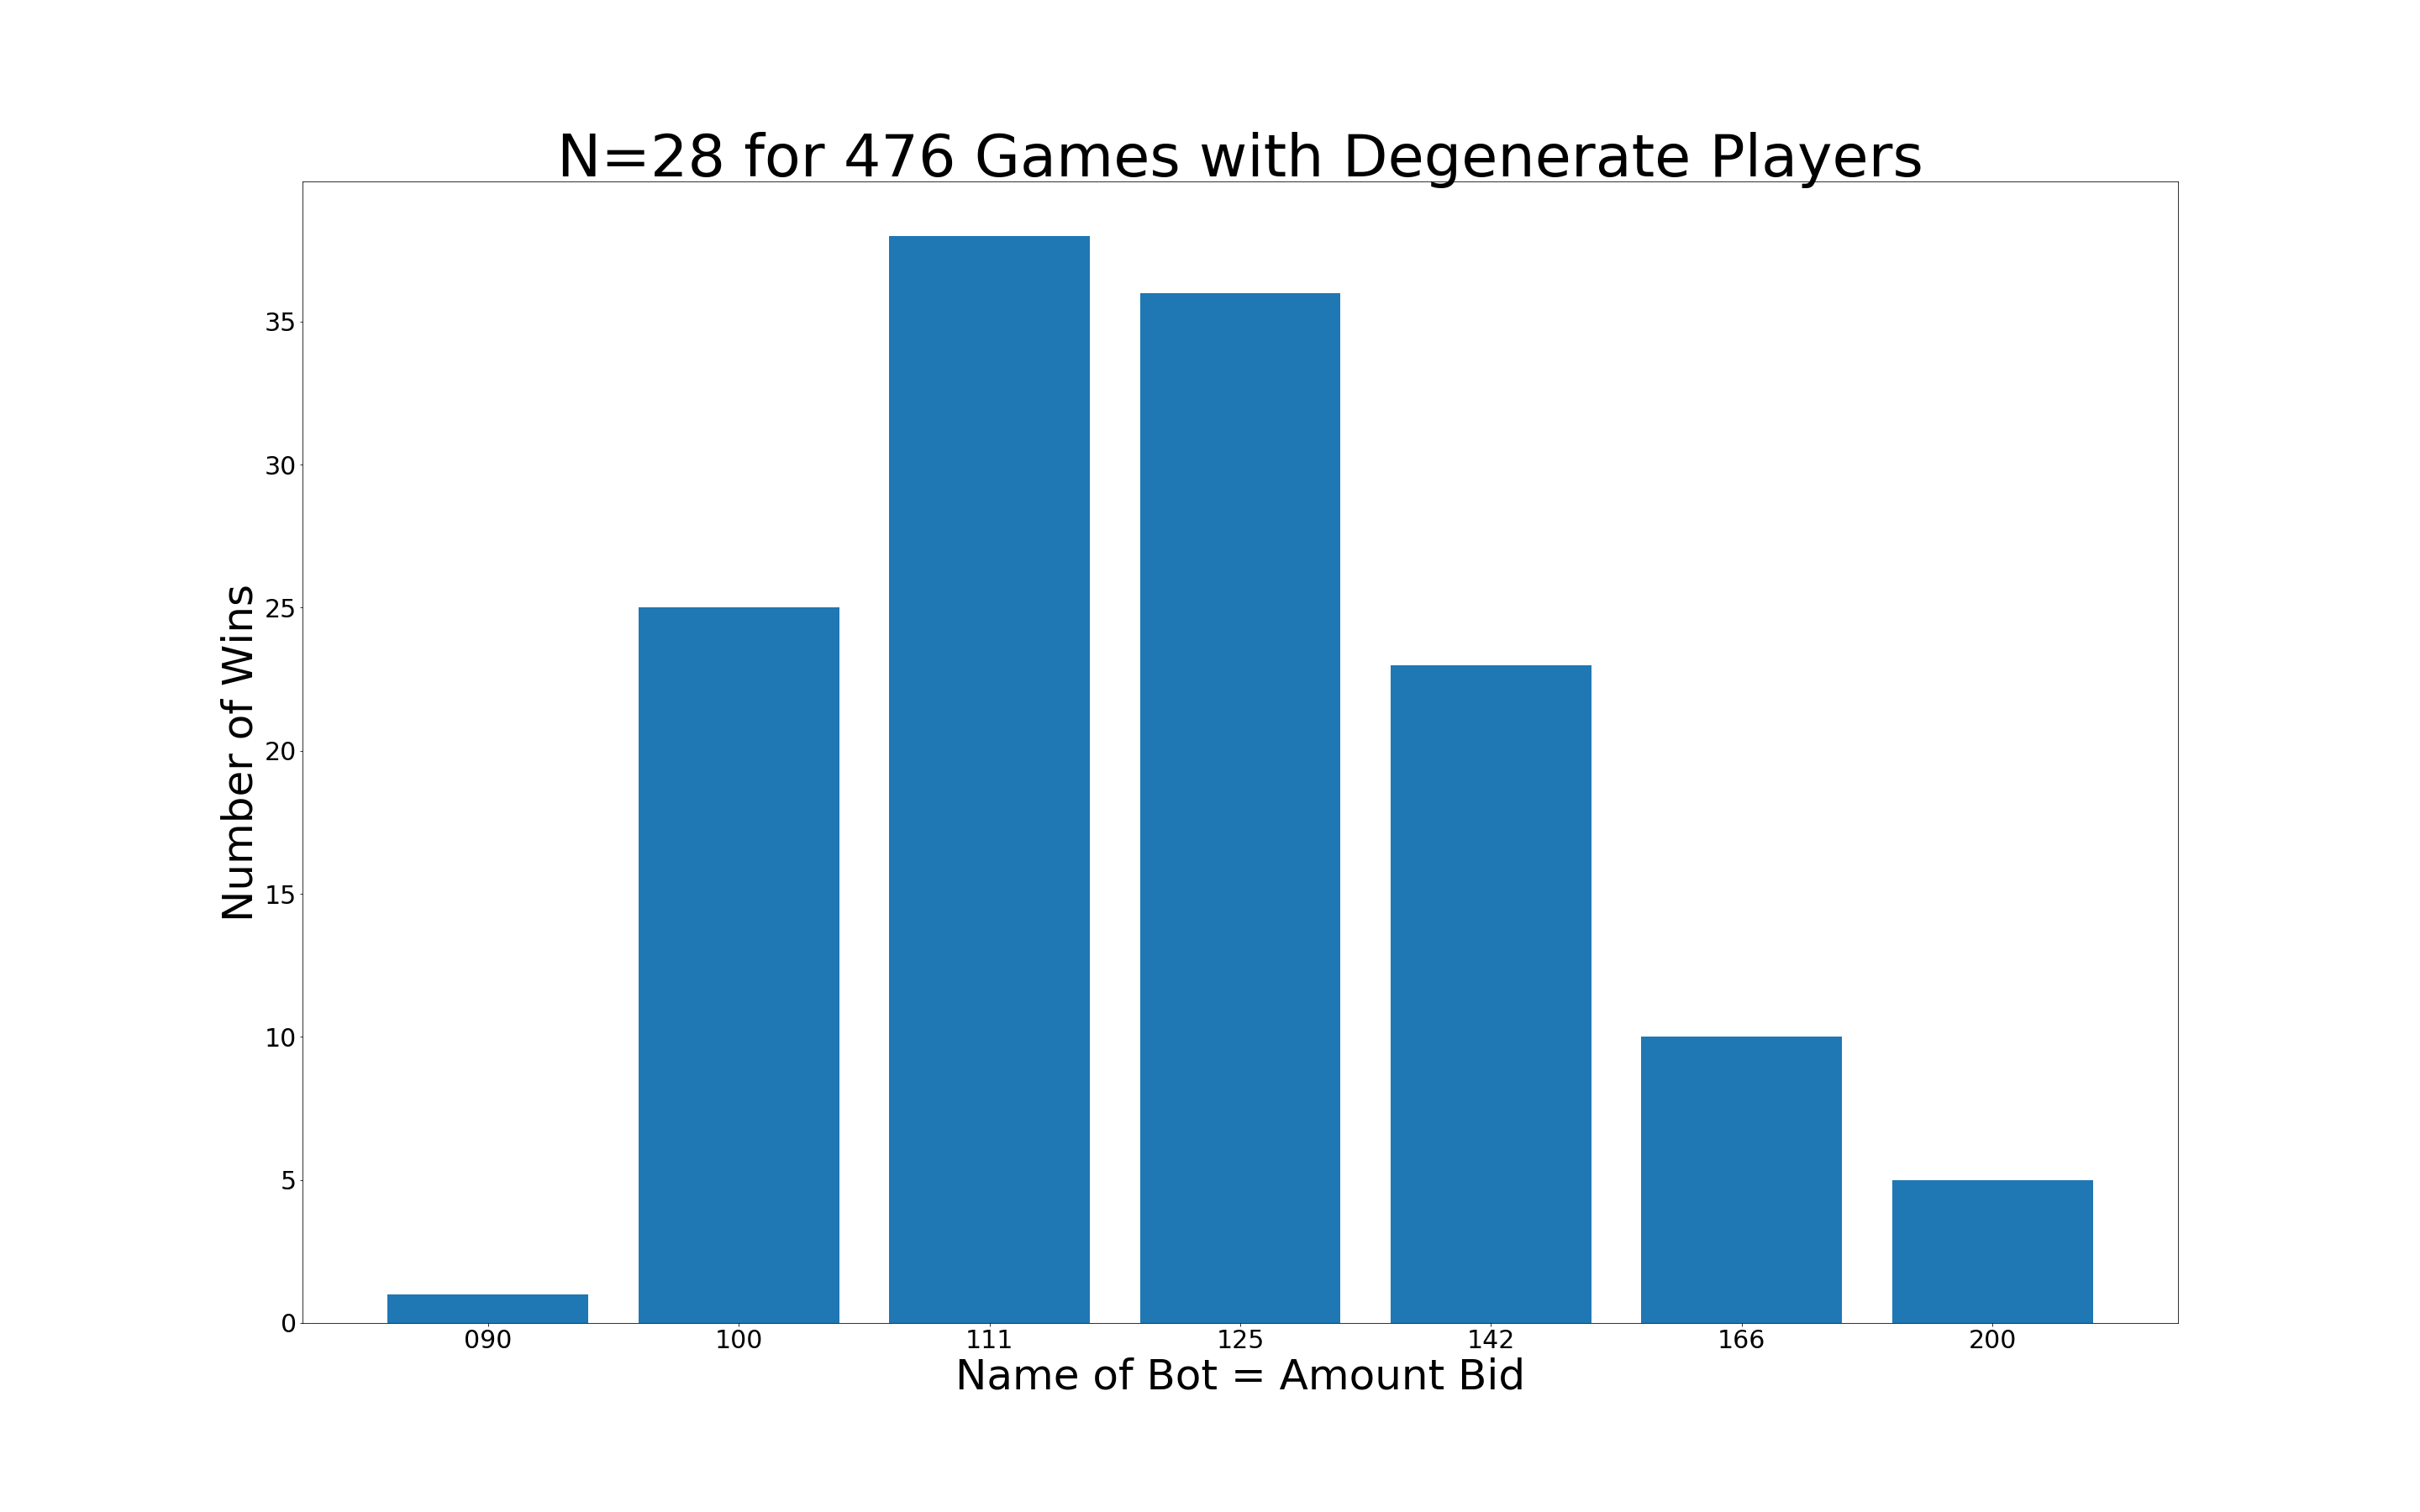 N=28 for 476 Games with Degenerate Players
Number of Wins
35
30
25
20
15
10
5
0
090 100 111 125 142 166 200
Name of Bot = Amount Bid